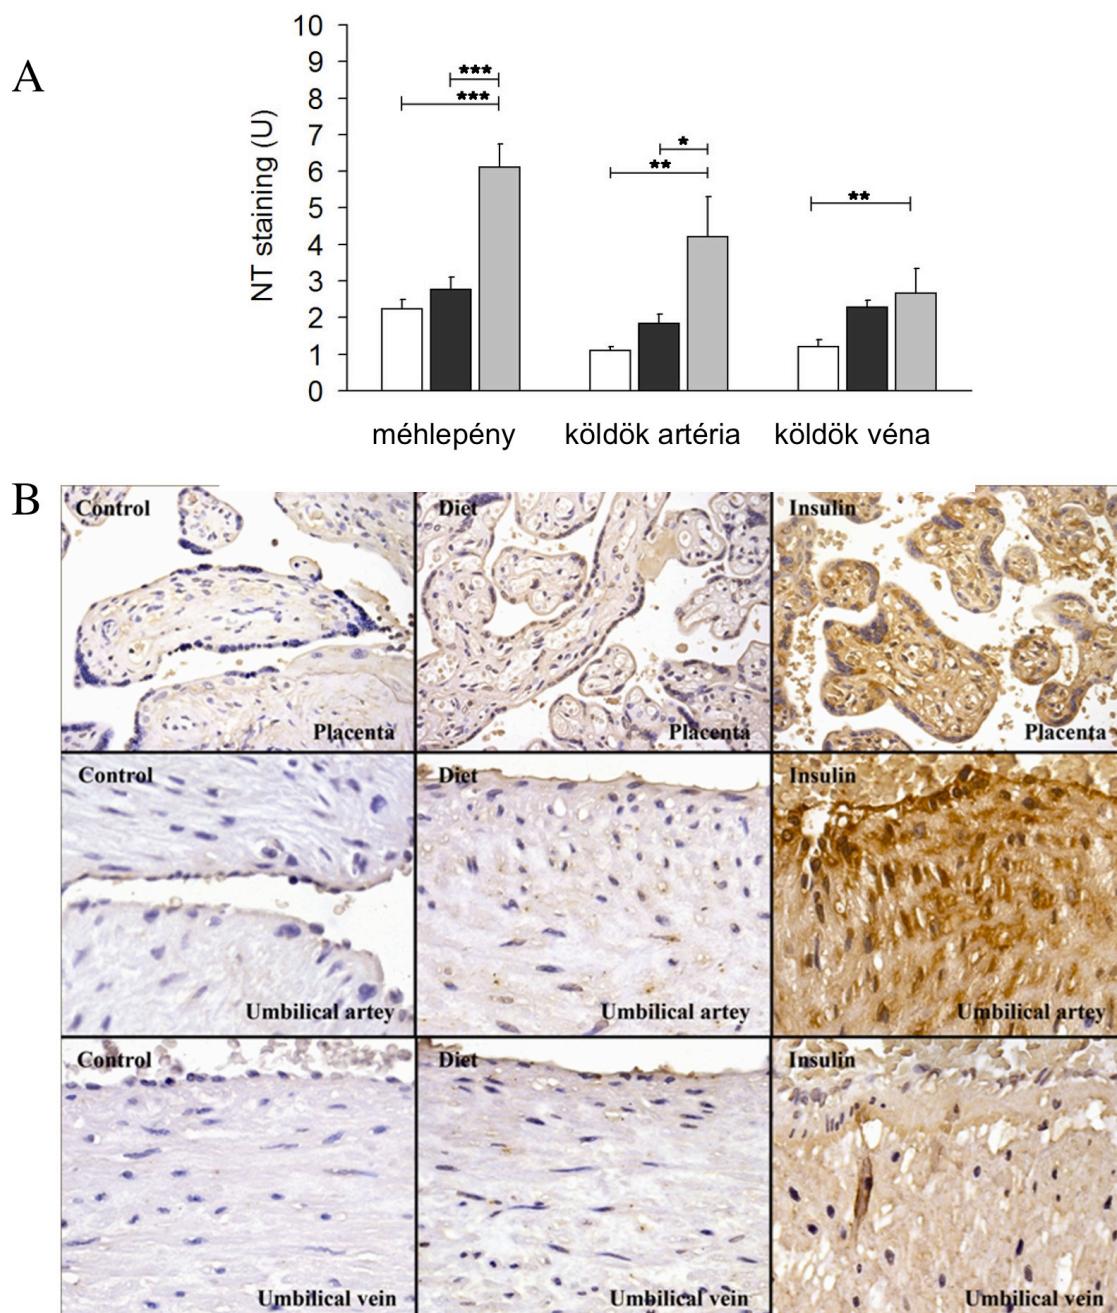 A
10
9
8
7
6
5
4
3
2
1
0
NT staining (U)
***
***
*
**
**
méhlepény köldök artéria köldök véna
B
Control Diet Insulin
Placenta Placenta Placenta
Control Diet Insulin
Umbilical artey Umbilical artey Umbilical artey
Control Diet Insulin
Umbilical vein Umbilical vein Umbilical vein